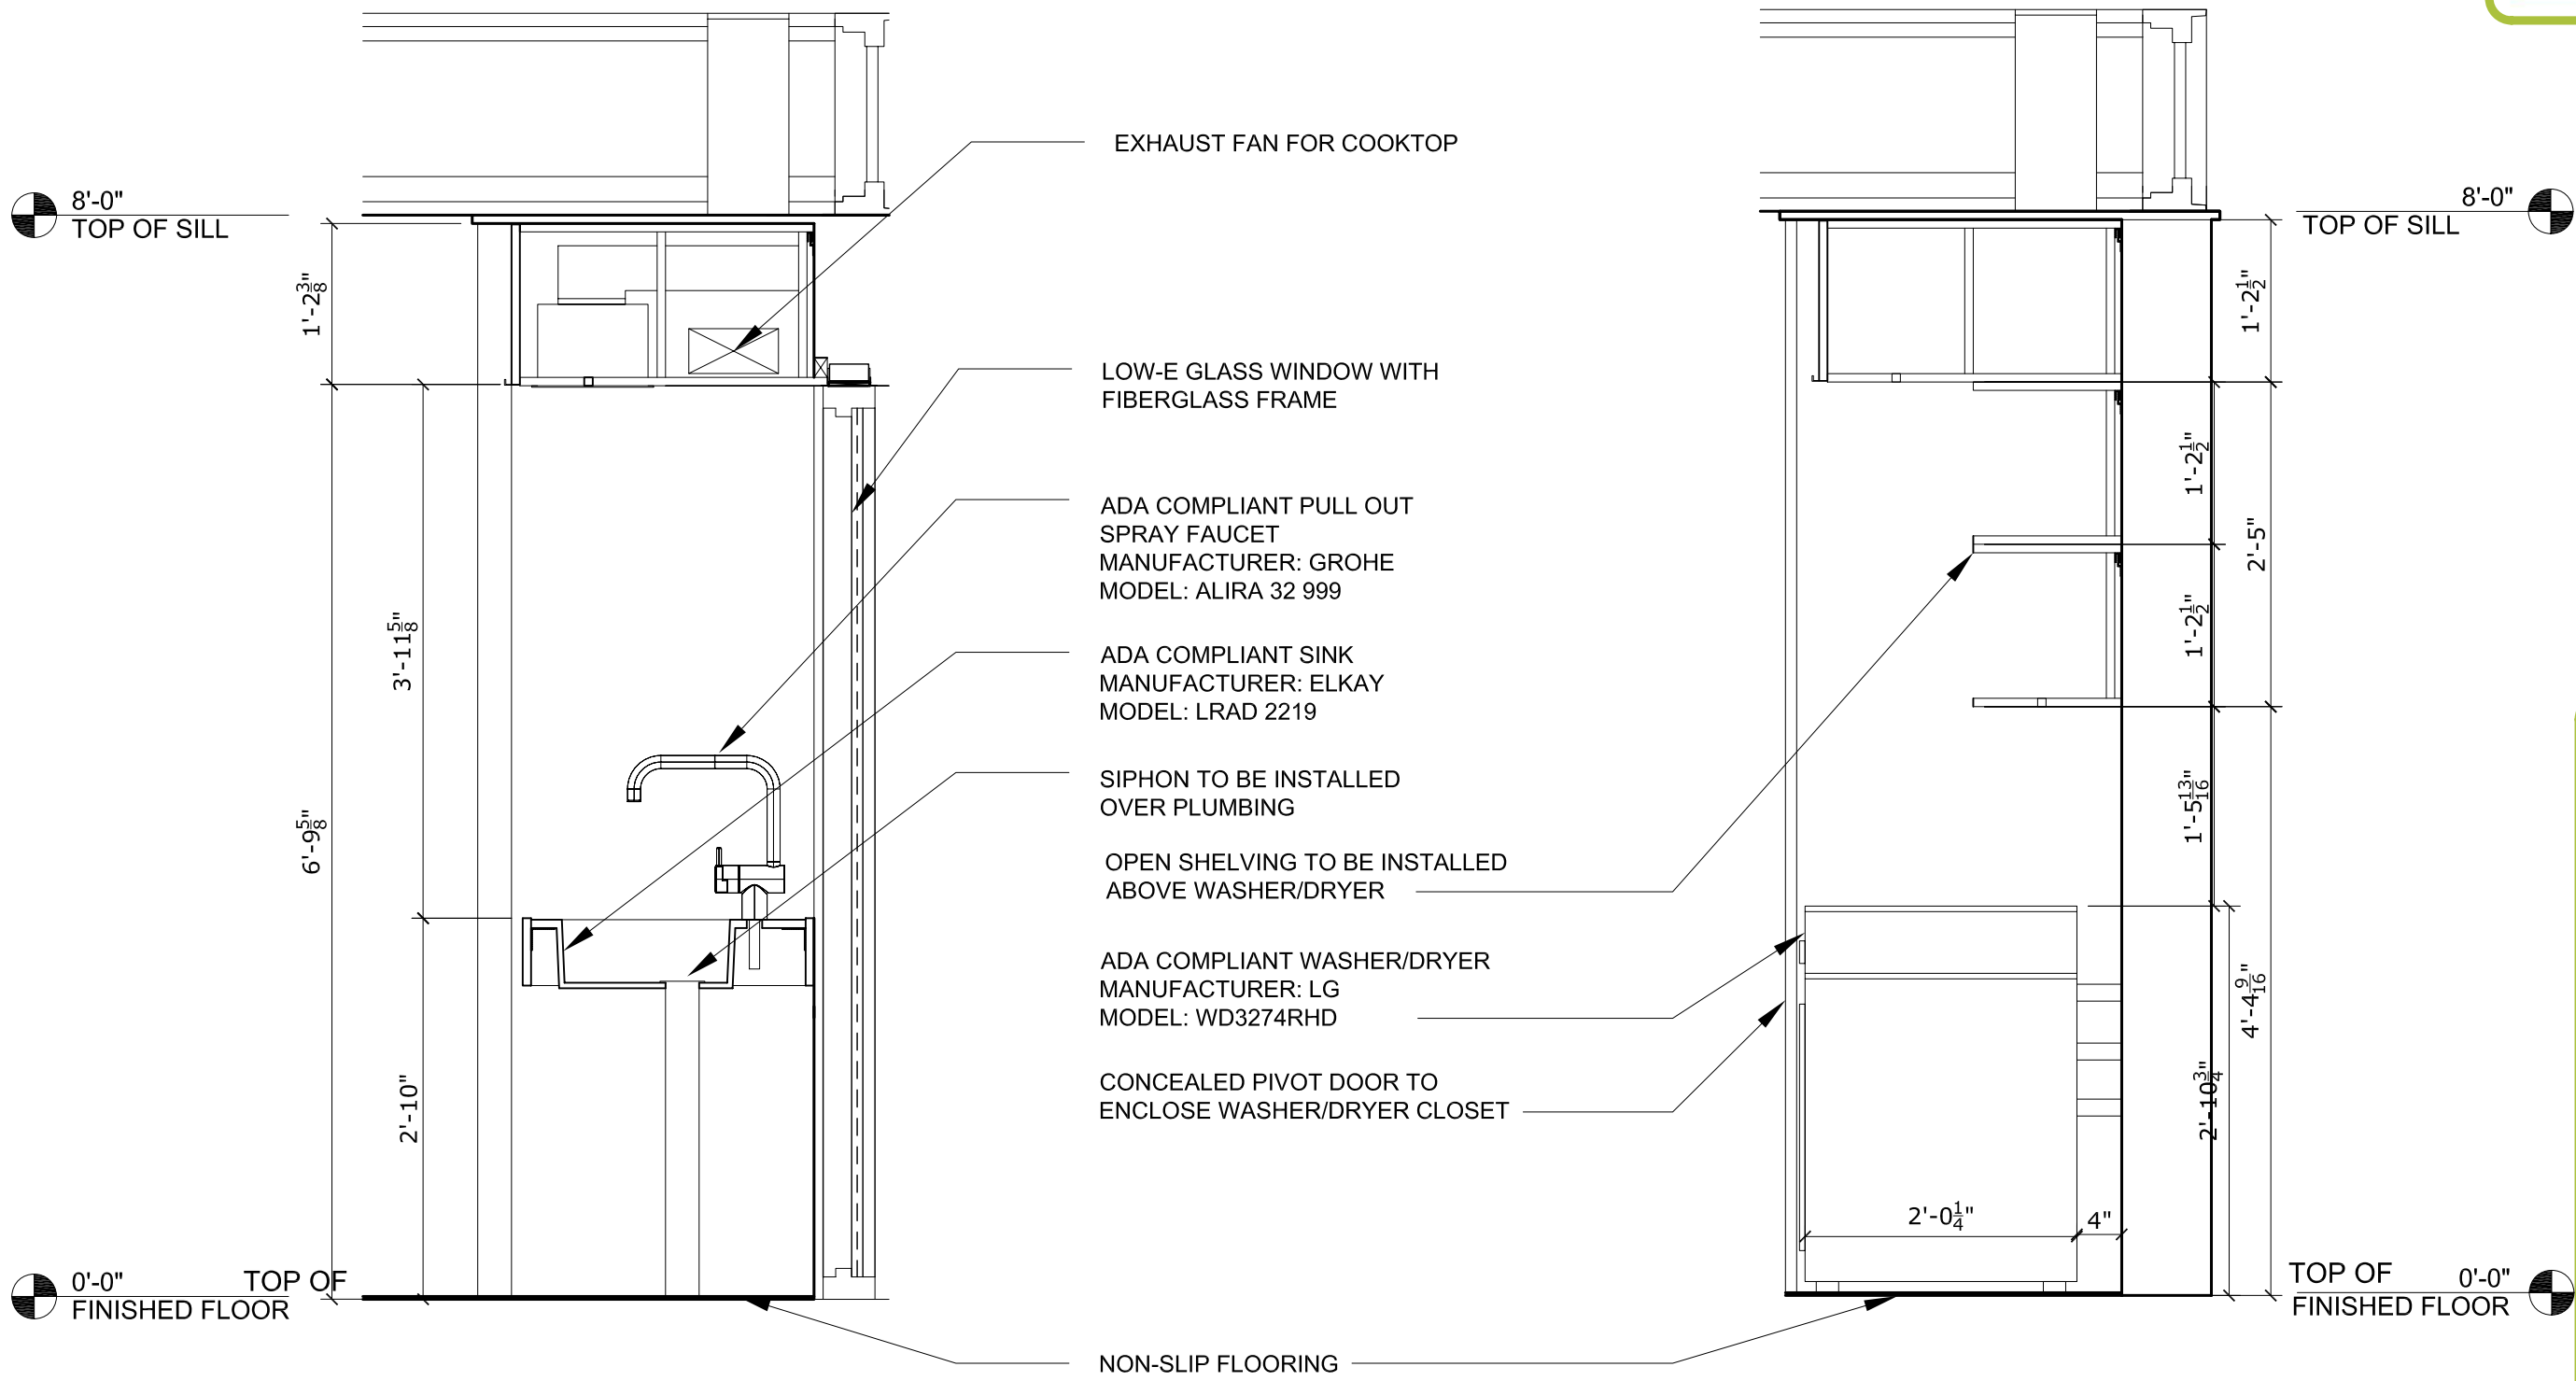 EXHAUST FAN FOR COOKTOP
8'-0"
TOP OF SILL
8'-0"
TOP OF SILL
1'-2 3/8"
1'-2 1/2"
LOW-E GLASS WINDOW WITH
FIBERGLASS FRAME
1'-2 1/2"
ADA COMPLIANT PULL OUT
SPRAY FAUCET
MANUFACTURER: GROHE
MODEL: ALIRA 32 999
2'-5"
3'-11 5/8"
1'-2 1/2"
ADA COMPLIANT SINK
MANUFACTURER: ELKAY
MODEL: LRAD 2219
SIPHON TO BE INSTALLED
OVER PLUMBING
1'-5 13/16"
6'-9 5/8"
OPEN SHELVING TO BE INSTALLED
ABOVE WASHER/DRYER
ADA COMPLIANT WASHER/DRYER
MANUFACTURER: LG
MODEL: WD3274RHD
4'-4 9/16"
CONCEALED PIVOT DOOR TO
ENCLOSE WASHER/DRYER CLOSET
2'-10"
2'-10 3/4"
2'-0 1/4"
4"
0'-0" TOP OF
FINISHED FLOOR
TOP OF 0'-0"
FINISHED FLOOR
NON-SLIP FLOORING